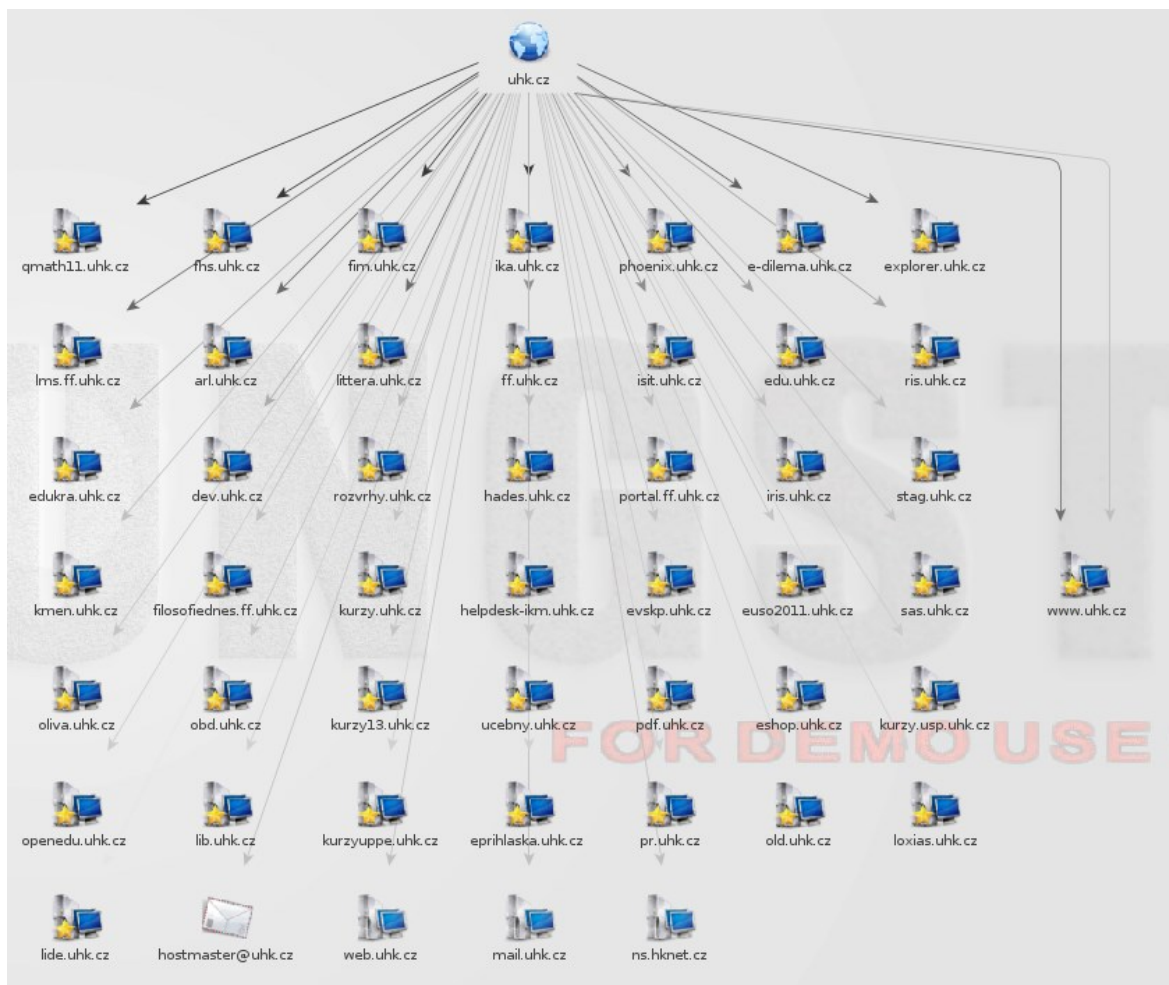 uhk.cz
qmath11.uhk.cz
fhs.uhk.cz
fim.uhk.cz
ika.uhk.cz
phoenix.uhk.cz
e-dilema.uhk.cz
explorer.uhk.cz
lms.ff.uhk.cz
arl.uhk.cz
littera.uhk.cz
ff.uhk.cz
isit.uhk.cz
edu.uhk.cz
ris.uhk.cz
edukra.uhk.cz
dev.uhk.cz
rozvrhy.uhk.cz
hades.uhk.cz
portal.ff.uhk.cz
iris.uhk.cz
stag.uhk.cz
kmen.uhk.cz
filosofiednes.ff.uhk.cz
kurzy.uhk.cz
helpdesk-ikm.uhk.cz
evskp.uhk.cz
euso2011.uhk.cz
sas.uhk.cz
www.uhk.cz
oliva.uhk.cz
obd.uhk.cz
kurzy13.uhk.cz
ucebny.uhk.cz
pdf.uhk.cz
eshop.uhk.cz
kurzy.usp.uhk.cz
FOR DEMO USE
openedu.uhk.cz
lib.uhk.cz
kurzyuppe.uhk.cz
eprihlaska.uhk.cz
pr.uhk.cz
old.uhk.cz
loxias.uhk.cz
lide.uhk.cz
hostmaster@uhk.cz
web.uhk.cz
mail.uhk.cz
ns.hknet.cz